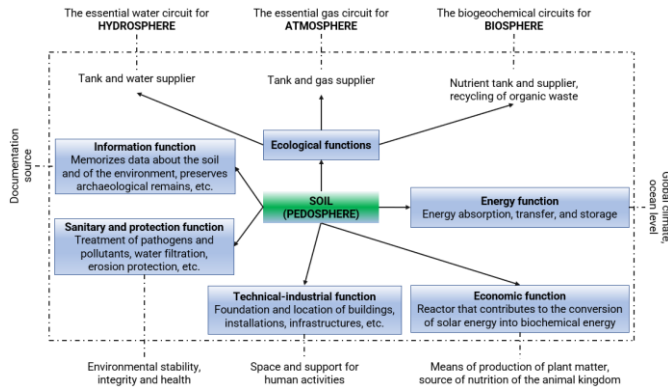 The essential water circuit for
HYDROSPHERE
The essential gas circuit for
ATMOSPHERE
The biogeochemical circuits for
BIOSPHERE
Tank and water supplier
Tank and gas supplier
Nutrient tank and supplier,
recycling of organic waste
Documentation
source
Information function
Memorizes data about the soil
and of the environment, preserves
archaeological remains, etc.
Ecological functions
SOIL
(PEDOSPHERE)
Energy function
Energy absorption, transfer, and storage
Global climate,
ocean level
Sanitary and protection function
Treatment of pathogens and
pollutants, water filtration,
erosion protection, etc.
Technical-industrial function
Foundation and location of buildings,
installations, infrastructures, etc.
Economic function
Reactor that contributes to the conversion
of solar energy into biochemical energy
Environmental stability,
integrity and health
Space and support for
human activities
Means of production of plant matter,
source of nutrition of the animal kingdom